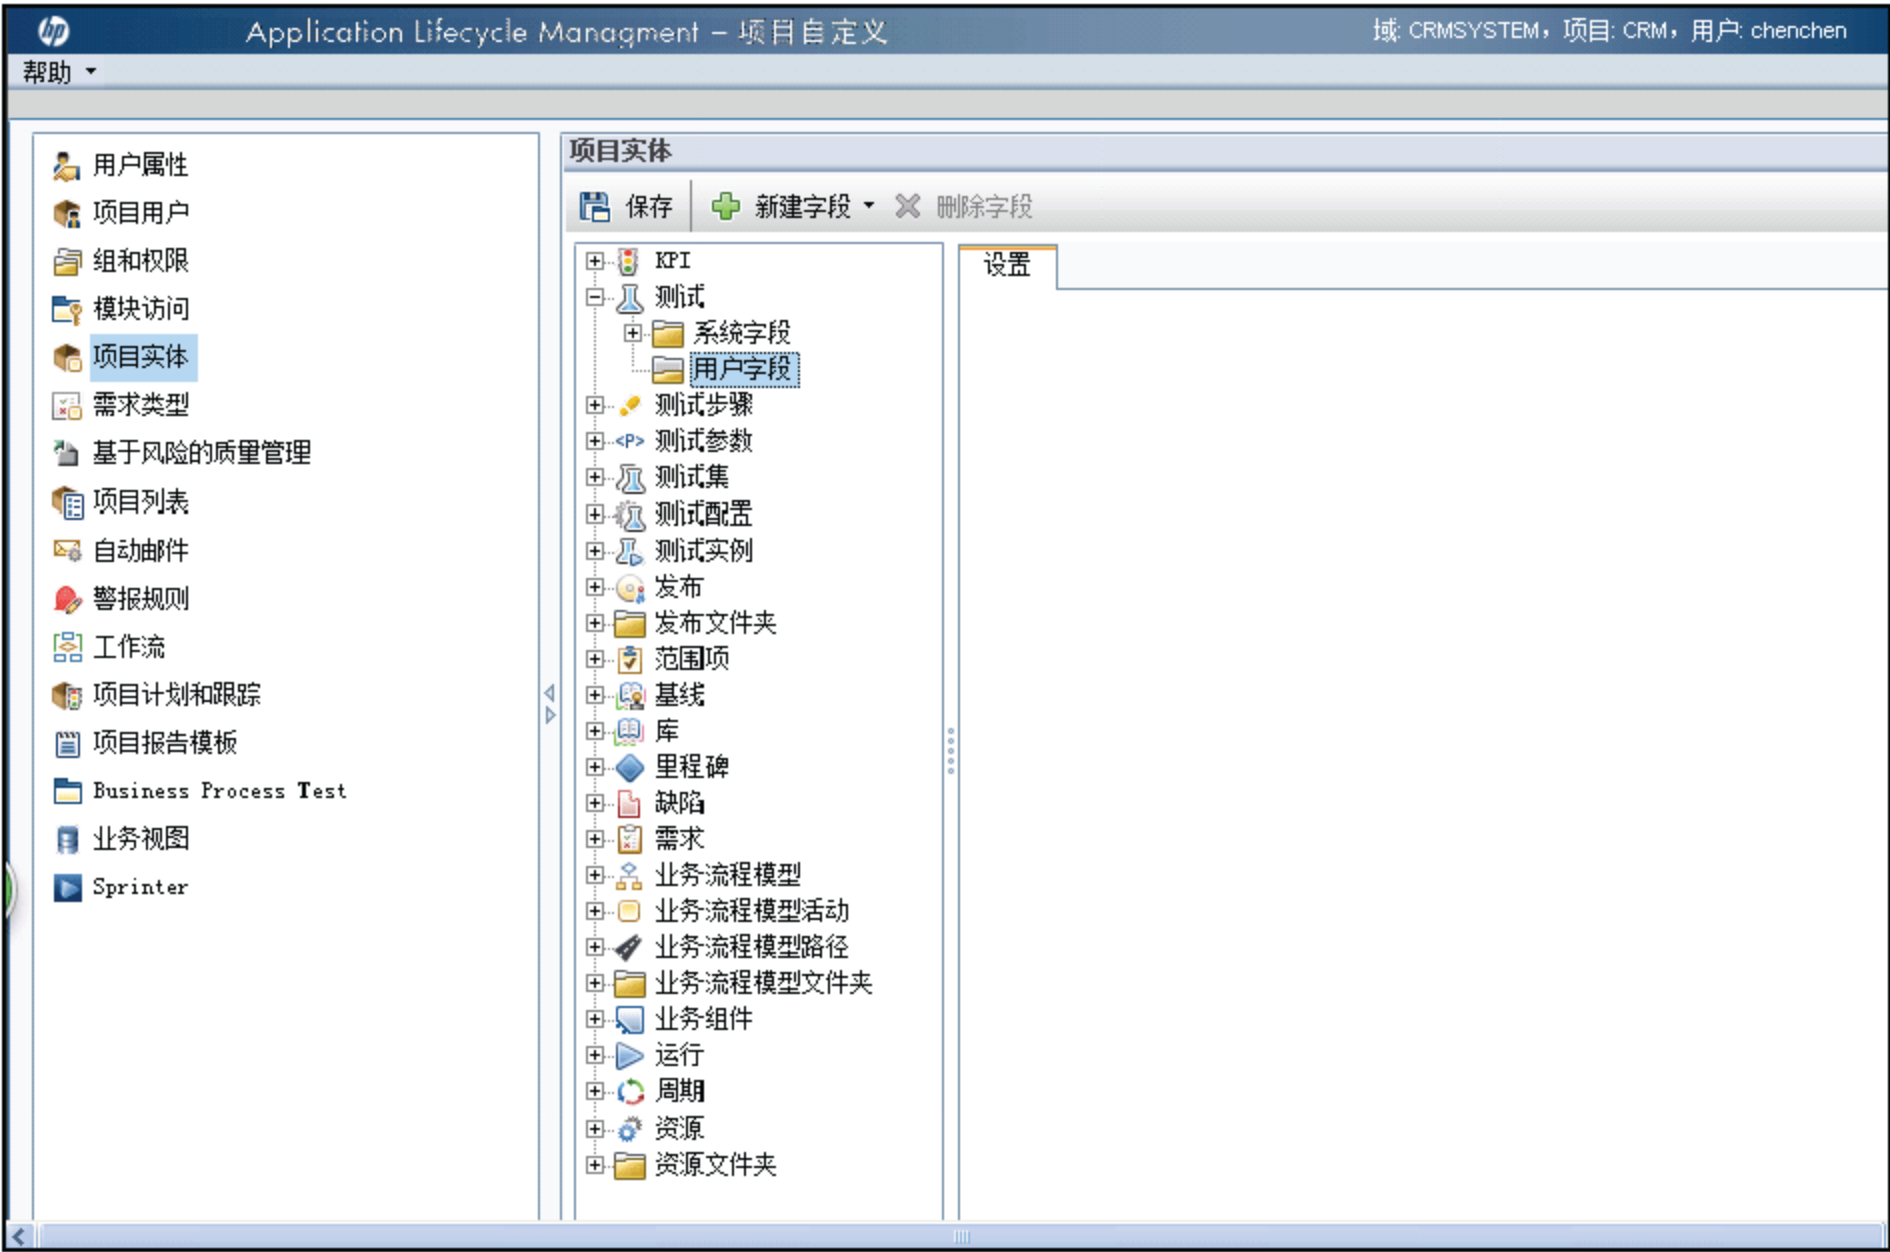 hp Application Lifecycle Managment – 项目自定义 域: CRMSYSTEM，项目: CRM，用户: chenchen
帮助
用户属性
项目用户
组和权限
模块访问
项目实体
需求类型
基于风险的质量管理
项目列表
自动邮件
警报规则
工作流
项目计划和跟踪
项目报告模板
Business Process Test
业务视图
Sprinter
项目实体
保存 新建字段 删除字段
KPI
测试
系统字段
用户字段
测试步骤
<P> 测试参数
测试集
测试配置
测试实例
发布
发布文件夹
范围项
基线
库
里程碑
缺陷
需求
业务流程模型
业务流程模型活动
业务流程模型路径
业务流程模型文件夹
业务组件
运行
周期
资源
资源文件夹
设置